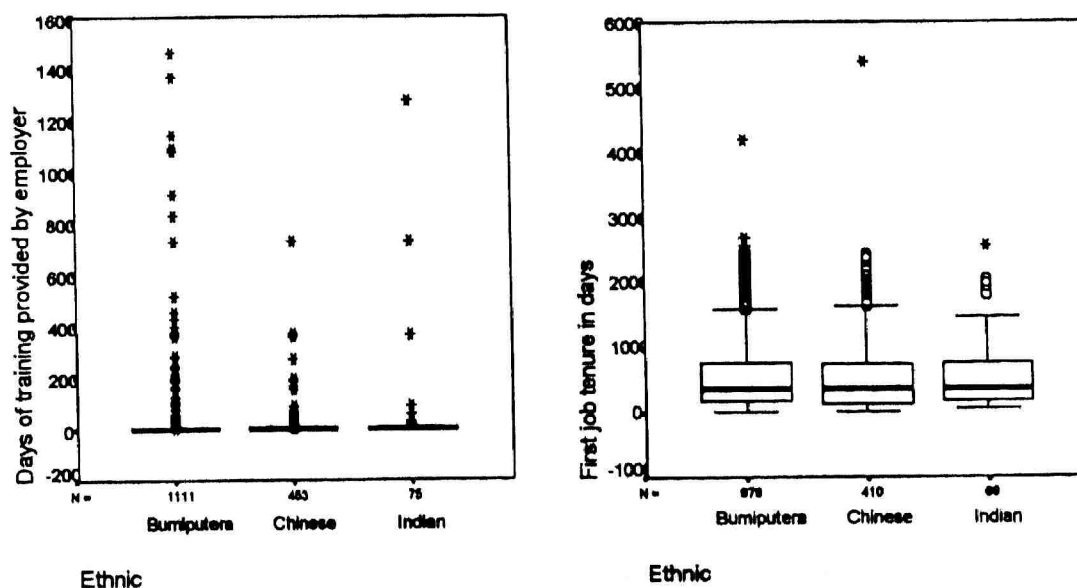 1600
1400
1200
1000
800
600
400
200
0
-200
Days of training provided by employer
N =
1111
453
75
Bumiputera
Chinese
Indian
Ethnic
6000
5000
4000
3000
2000
1000
0
-1000
First job tenure in days
N =
410
Bumiputera
Chinese
Indian
Ethnic